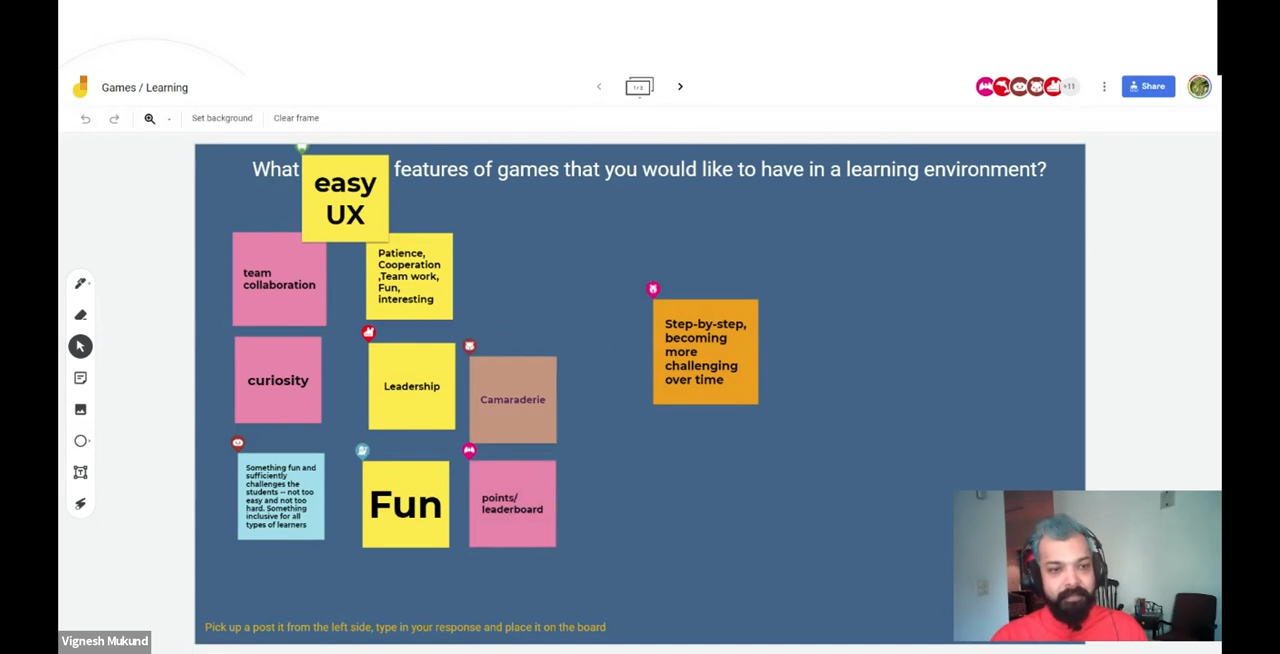 Games / Learning
1/3
+11
Share
Set background
Clear frame
What
features of games that you would like to have in a learning environment?
easy
UX
team
collaboration
Patience,
Cooperation
,Team work,
Fun,
interesting
Step-by-step,
becoming
more
challenging
over time
curiosity
Leadership
Camaraderie
Something fun and
sufficiently
challenges the
students -- not too
easy and not too
hard. Something
inclusive for all
types of learners
Fun
points/
leaderboard
Pick up a post it from the left side, type in your response and place it on the board
Vignesh Mukund